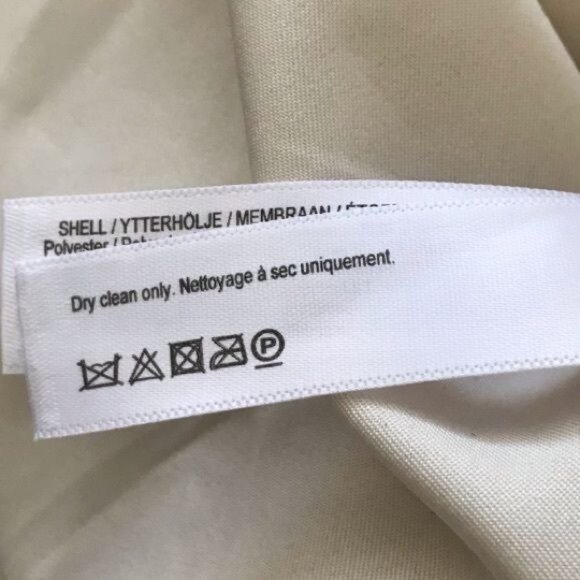 SHELL / YTTERHÖLJE / MEMBRAAN /
Polyester /
Dry clean only. Nettoyage à sec uniquement.
P